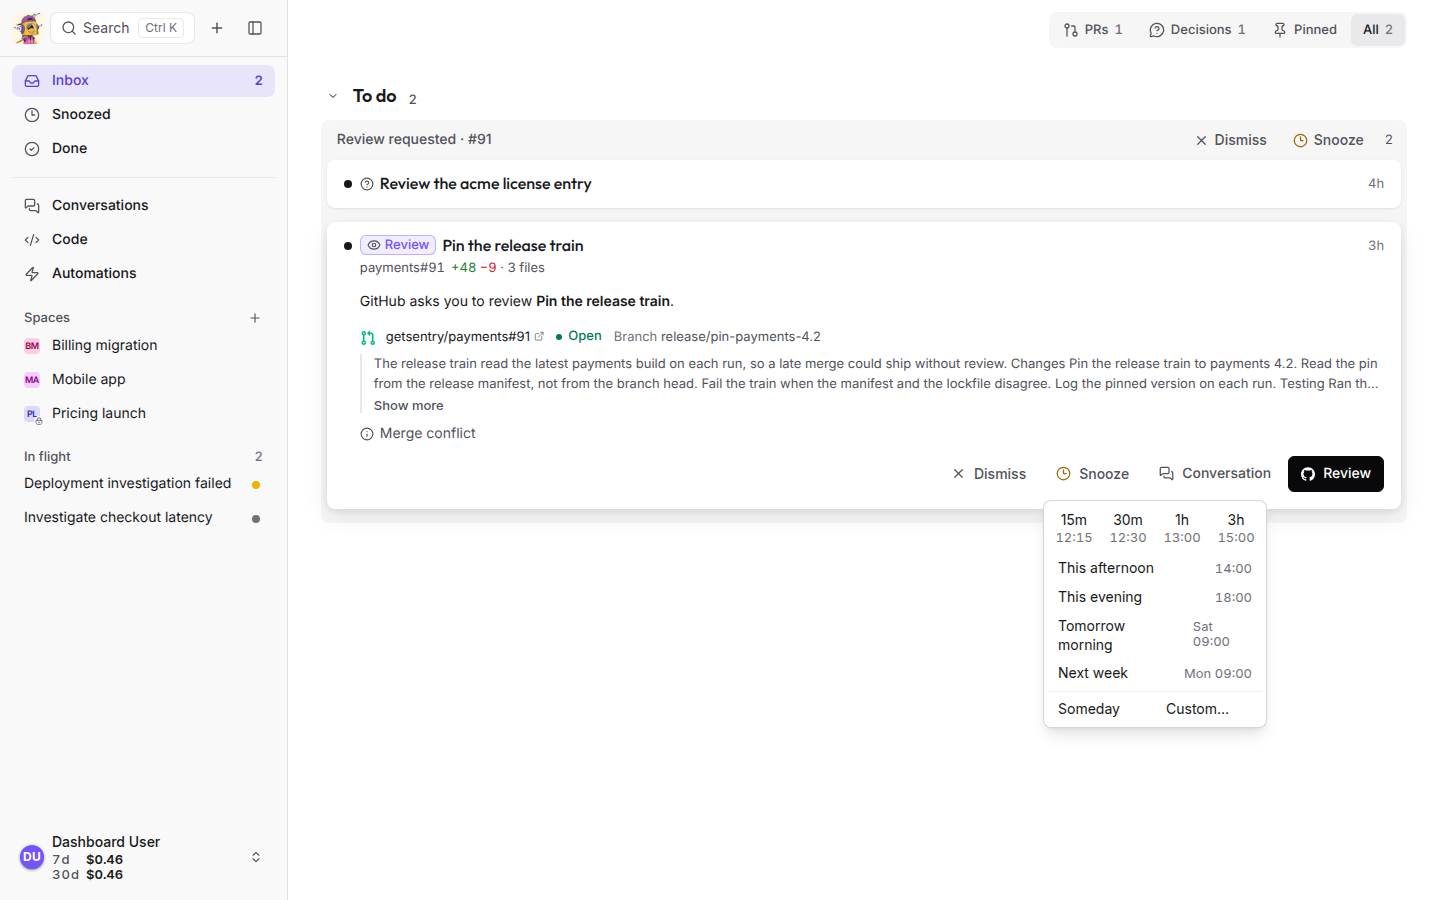 Search Ctrl K
Inbox 2
Snoozed
Done
Conversations
Code
Automations
Spaces
BM Billing migration
MA Mobile app
PL Pricing launch
In flight 2
Deployment investigation failed
Investigate checkout latency
DU Dashboard User
7d $0.46
30d $0.46
PRs 1 Decisions 1 Pinned All 2
To do 2
Review requested · #91 Dismiss Snooze 2
Review the acme license entry 4h
Review Pin the release train 3h
payments#91 +48 −9 · 3 files
GitHub asks you to review Pin the release train.
getsentry/payments#91 Open Branch release/pin-payments-4.2
The release train read the latest payments build on each run, so a late merge could ship without review. Changes Pin the release train to payments 4.2. Read the pin
from the release manifest, not from the branch head. Fail the train when the manifest and the lockfile disagree. Log the pinned version on each run. Testing Ran th...
Show more
Merge conflict
Dismiss Snooze Conversation Review
15m 30m 1h 3h
12:15 12:30 13:00 15:00
This afternoon 14:00
This evening 18:00
Tomorrow morning Sat 09:00
Next week Mon 09:00
Someday Custom...